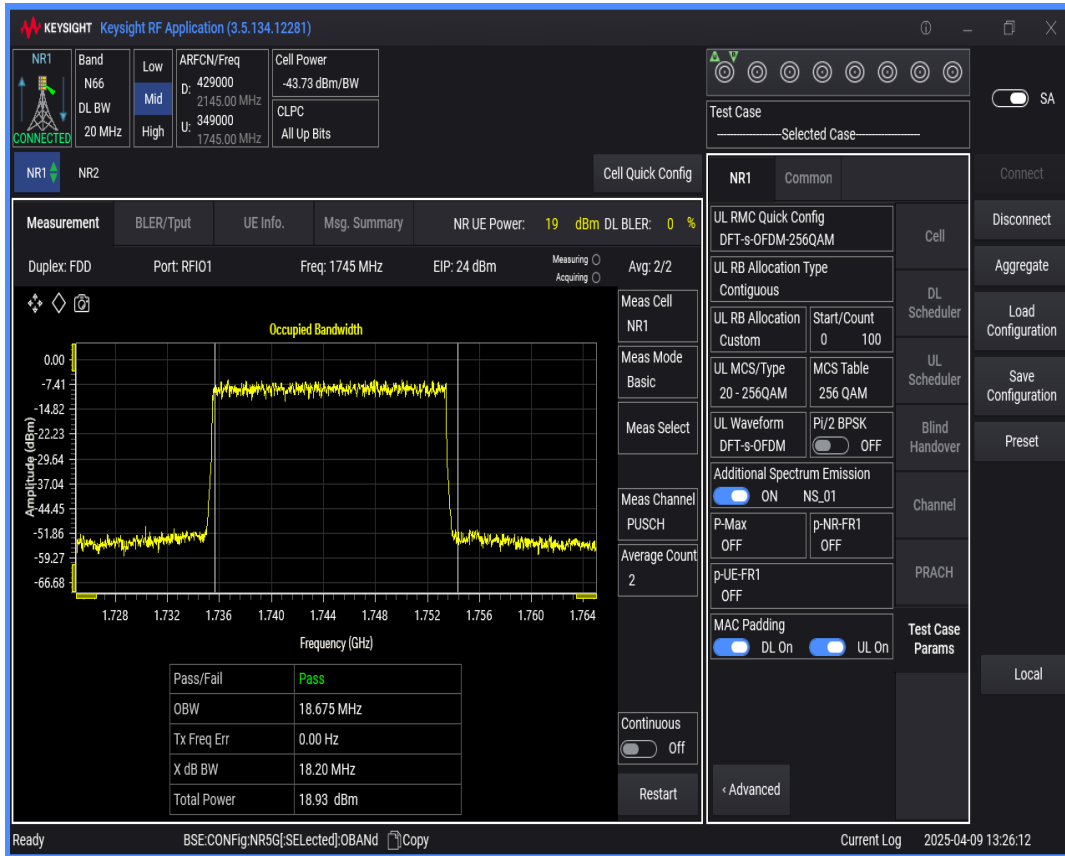 KEYSIGHT Keysight RF Application (3.5.134.12281)
NR1
CONNECTED
Band
N66
DL BW
20 MHz
Low
Mid
High
ARFCN/Freq
D: 429000
2145.00 MHz
U: 349000
1745.00 MHz
Cell Power
-43.73 dBm/BW
CLPC
All Up Bits
Test Case
--------------------Selected Case--------------------
SA
NR1
NR2
Cell Quick Config
Measurement
BLER/Tput
UE Info.
Msg. Summary
NR UE Power: 19 dBm DL BLER: 0 %
Duplex: FDD
Port: RFIO1
Freq: 1745 MHz
EIP: 24 dBm
Measuring
Acquiring
Avg: 2/2
Occupied Bandwidth
Amplitude (dBm)
0.00
-7.41
-14.82
-22.23
-29.64
-37.04
-44.45
-51.86
-59.27
-66.68
1.728 1.732 1.736 1.740 1.744 1.748 1.752 1.756 1.760 1.764
Frequency (GHz)
Pass/Fail Pass
OBW 18.675 MHz
Tx Freq Err 0.00 Hz
X dB BW 18.20 MHz
Total Power 18.93 dBm
Meas Cell
NR1
Meas Mode
Basic
Meas Select
Meas Channel
PUSCH
Average Count
2
Continuous
Off
Restart
NR1
Common
UL RMC Quick Config
DFT-s-OFDM-256QAM
UL RB Allocation Type
Contiguous
UL RB Allocation
Custom
Start/Count
0 100
UL MCS/Type
20 - 256QAM
MCS Table
256 QAM
UL Waveform
DFT-s-OFDM
Pi/2 BPSK
OFF
Additional Spectrum Emission
ON NS_01
P-Max
OFF
p-NR-FR1
OFF
p-UE-FR1
OFF
MAC Padding
DL On UL On
‹ Advanced
Cell
DL
Scheduler
UL
Scheduler
Blind
Handover
Channel
PRACH
Test Case
Params
Connect
Disconnect
Aggregate
Load
Configuration
Save
Configuration
Preset
Local
Ready
BSE:CONFig:NR5G[:SELected]:OBANd Copy
Current Log
2025-04-09 13:26:12